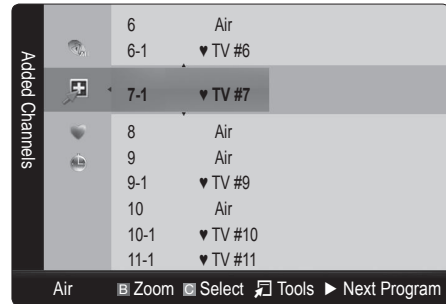 Added Channels
6 Air
6-1 ♥ TV #6
7-1 ♥ TV #7
8 Air
9 Air
9-1 ♥ TV #9
10 Air
10-1 ♥ TV #10
11-1 ♥ TV #11
Air B Zoom C Select Tools ► Next Program